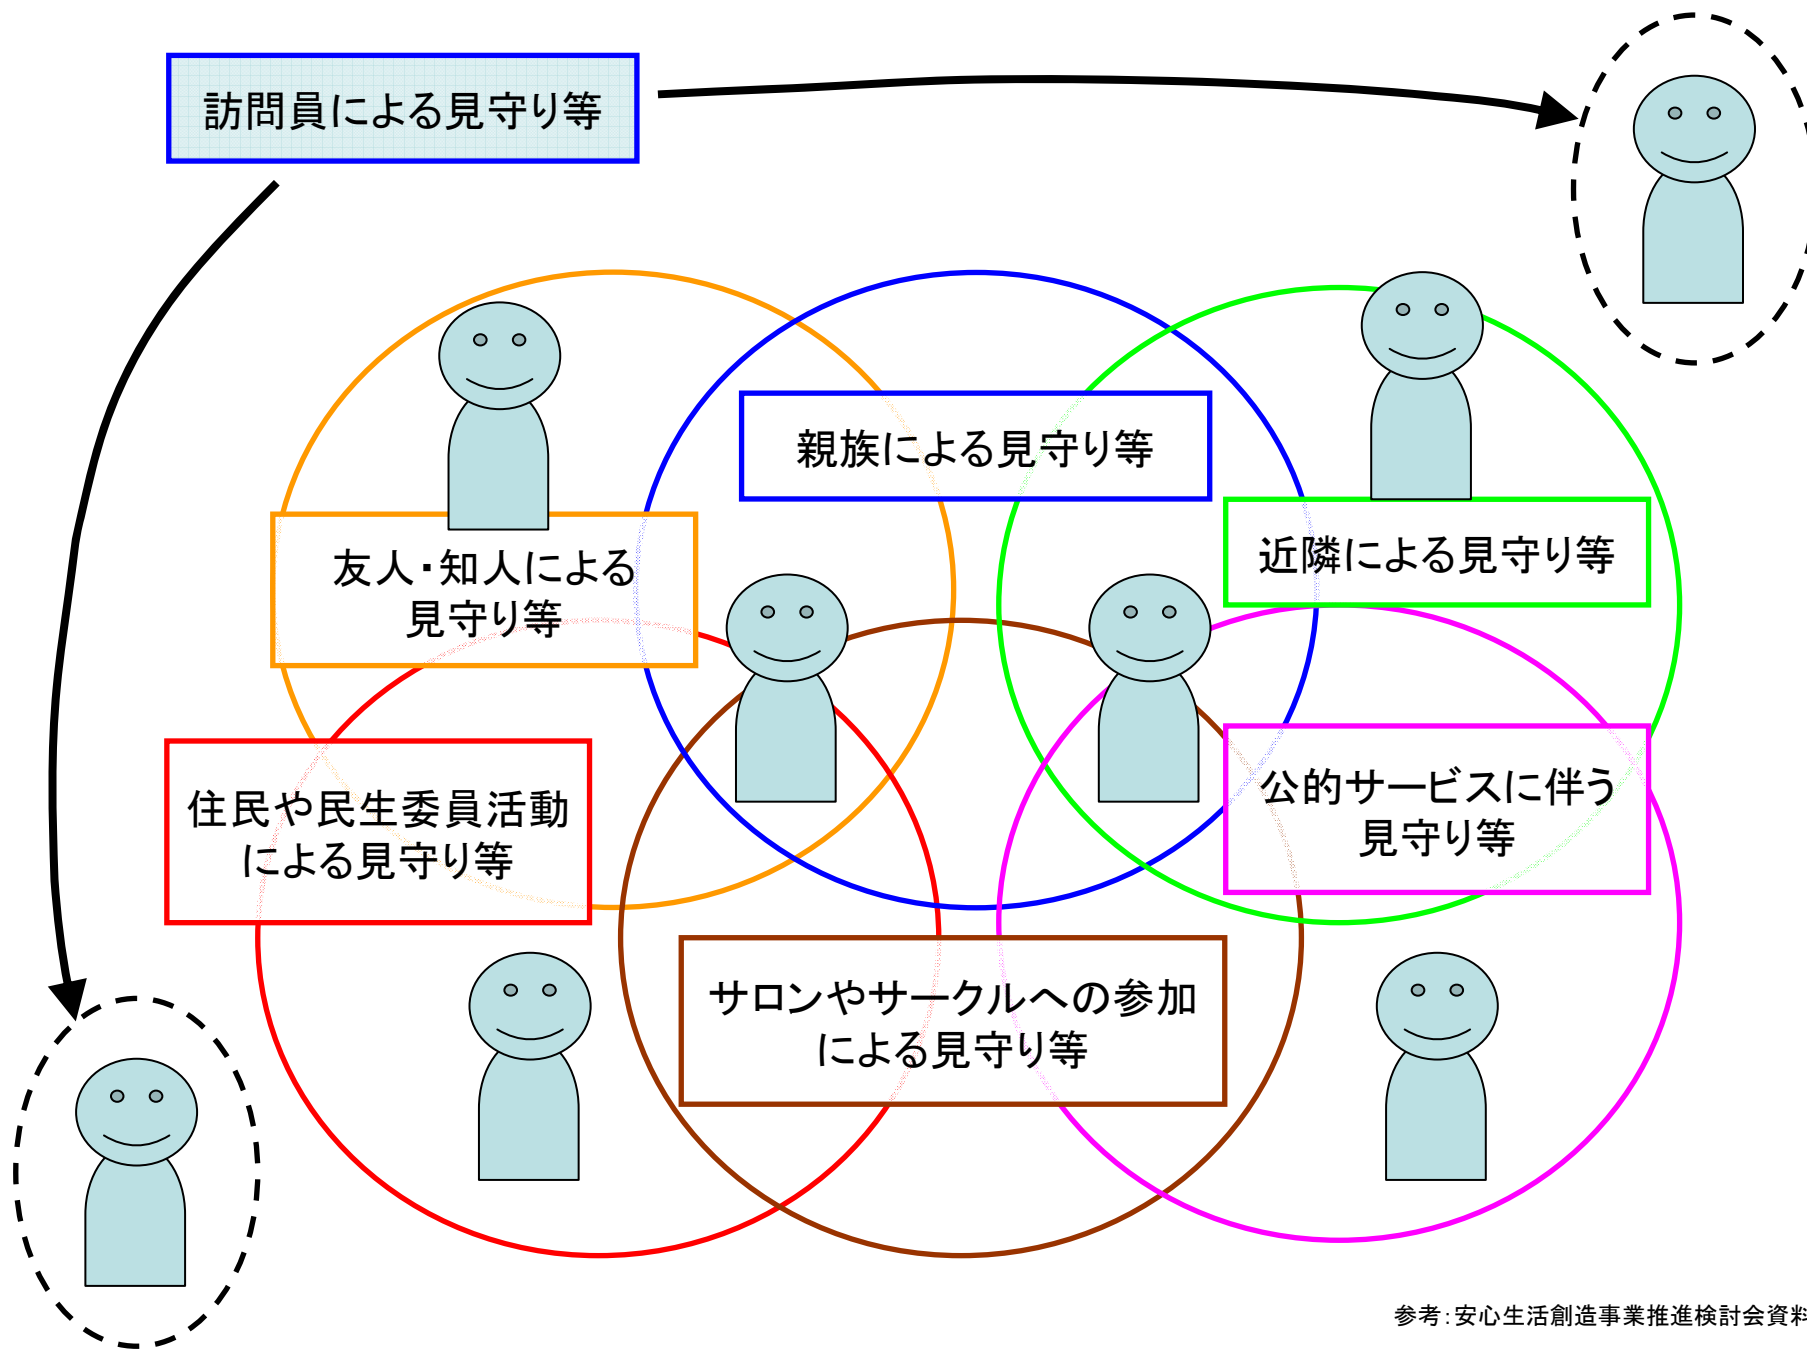 訪問員による見守り等
親族による見守り等
友人・知人による
見守り等
近隣による見守り等
住民や民生委員活動
による見守り等
公的サービスに伴う
見守り等
サロンやサークルへの参加
による見守り等
参考：安心生活創造事業推進検討会資料